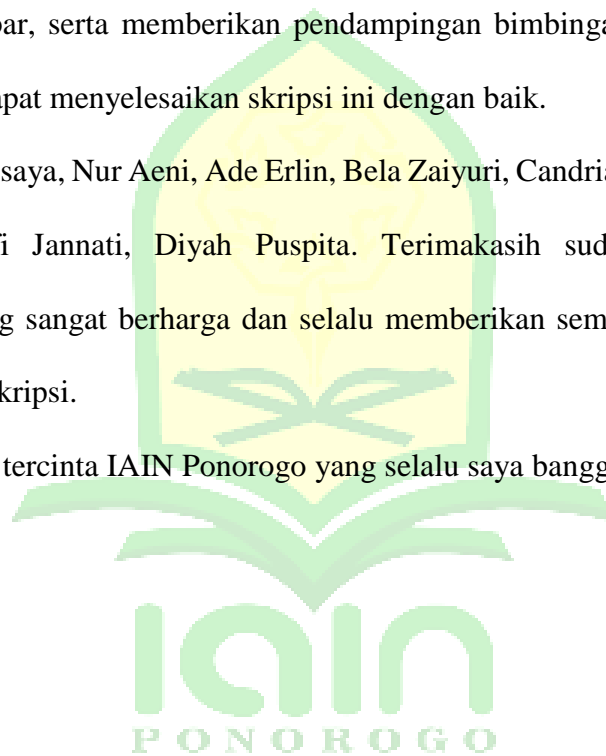 bar, serta memberikan pendampingan bimbinga
apat menyelesaikan skripsi ini dengan baik.
saya, Nur Aeni, Ade Erlin, Bela Zaiyuri, Candria
i Jannati, Diyah Puspita. Terimakasih sud
g sangat berharga dan selalu memberikan sem
kripsi.
tercinta IAIN Ponorogo yang selalu saya bangg
iain
PONOROGO